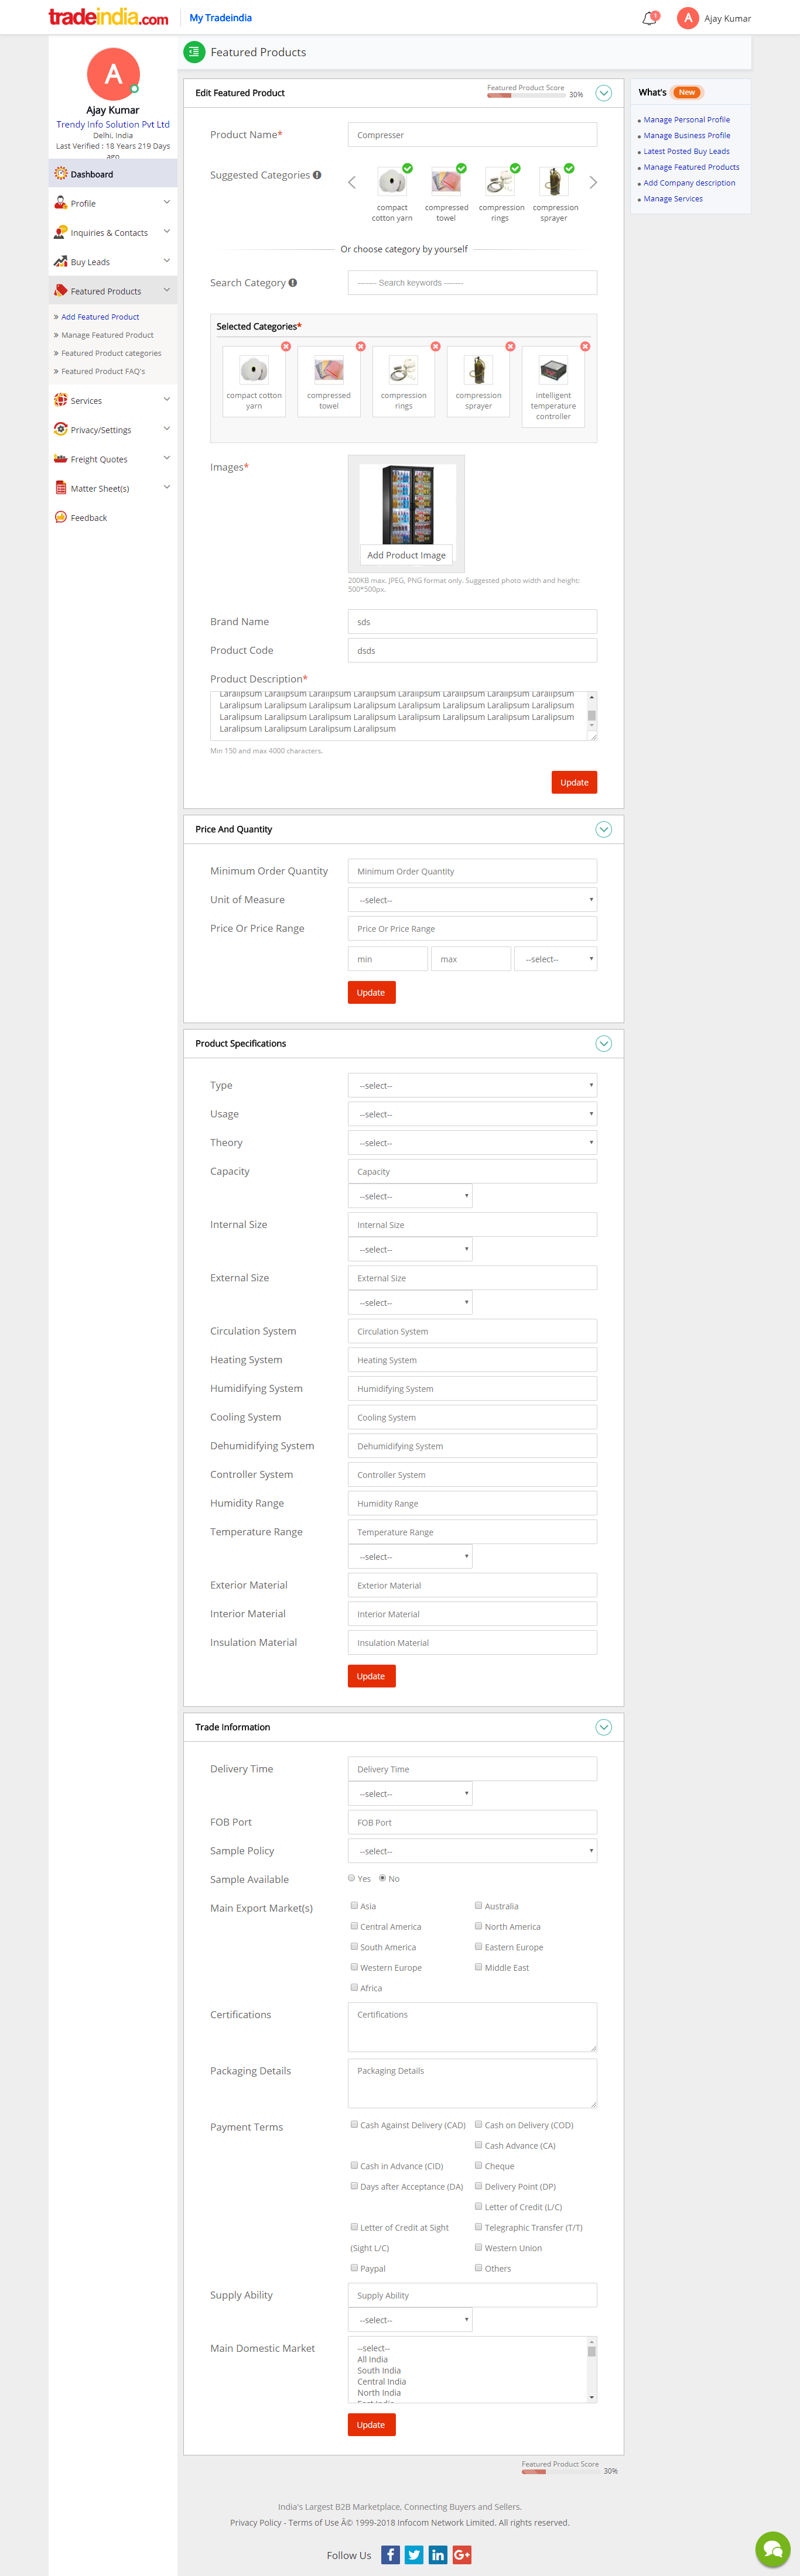 tradeindia.com
My Tradeindia
1
A
Ajay Kumar
A
Ajay Kumar
Trendy Info Solution Pvt Ltd
Delhi, India
Last Verified : 18 Years 219 Days
ago
Dashboard
Profile
Inquiries & Contacts
Buy Leads
Featured Products
» Add Featured Product
» Manage Featured Product
» Featured Product categories
» Featured Product FAQ's
Services
Privacy/Settings
Freight Quotes
Matter Sheet(s)
Feedback
Featured Products
Edit Featured Product
Featured Product Score
30%
Product Name*
Compresser
Suggested Categories
compact cotton yarn
compressed towel
compression rings
compression sprayer
Or choose category by yourself
Search Category
------- Search keywords -------
Selected Categories*
compact cotton yarn
compressed towel
compression rings
compression sprayer
intelligent temperature controller
Images*
Add Product Image
200KB max. JPEG, PNG format only. Suggested photo width and height:
500*500px.
Brand Name
sds
Product Code
dsds
Product Description*
Laralipsum Laralipsum Laralipsum Laralipsum Laralipsum Laralipsum Laralipsum Laralipsum
Laralipsum Laralipsum Laralipsum Laralipsum Laralipsum Laralipsum Laralipsum Laralipsum
Laralipsum Laralipsum Laralipsum Laralipsum Laralipsum Laralipsum Laralipsum Laralipsum
Laralipsum Laralipsum Laralipsum Laralipsum
Min 150 and max 4000 characters.
Update
Price And Quantity
Minimum Order Quantity
Minimum Order Quantity
Unit of Measure
--select--
Price Or Price Range
Price Or Price Range
min
max
--select--
Update
Product Specifications
Type
--select--
Usage
--select--
Theory
--select--
Capacity
Capacity
--select--
Internal Size
Internal Size
--select--
External Size
External Size
--select--
Circulation System
Circulation System
Heating System
Heating System
Humidifying System
Humidifying System
Cooling System
Cooling System
Dehumidifying System
Dehumidifying System
Controller System
Controller System
Humidity Range
Humidity Range
Temperature Range
Temperature Range
--select--
Exterior Material
Exterior Material
Interior Material
Interior Material
Insulation Material
Insulation Material
Update
Trade Information
Delivery Time
Delivery Time
--select--
FOB Port
FOB Port
Sample Policy
--select--
Sample Available
Yes No
Main Export Market(s)
Asia
Australia
Central America
North America
South America
Eastern Europe
Western Europe
Middle East
Africa
Certifications
Certifications
Packaging Details
Packaging Details
Payment Terms
Cash Against Delivery (CAD)
Cash on Delivery (COD)
Cash Advance (CA)
Cash in Advance (CID)
Cheque
Days after Acceptance (DA)
Delivery Point (DP)
Letter of Credit (L/C)
Letter of Credit at Sight
Telegraphic Transfer (T/T)
(Sight L/C)
Western Union
Paypal
Others
Supply Ability
Supply Ability
--select--
Main Domestic Market
--select--
All India
South India
Central India
North India
East India
Update
Featured Product Score
30%
What's New
Manage Personal Profile
Manage Business Profile
Latest Posted Buy Leads
Manage Featured Products
Add Company description
Manage Services
India's Largest B2B Marketplace, Connecting Buyers and Sellers.
Privacy Policy - Terms of Use Â© 1999-2018 Infocom Network Limited. All rights reserved.
Follow Us